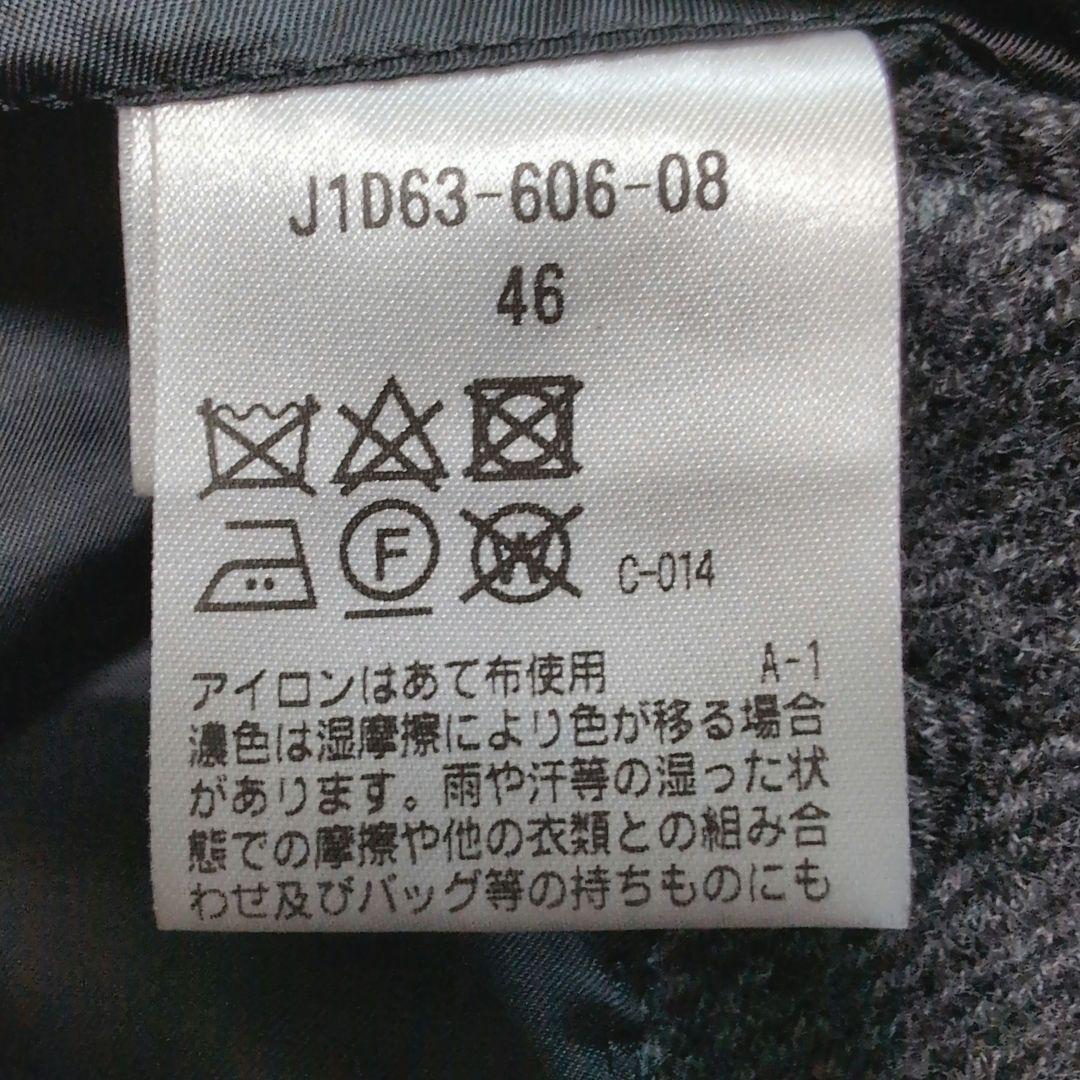 J1D63-606-08
46
F
W
C-014
アイロンはあて布使用 A-1
濃色は湿摩擦により色が移る場合
があります。雨や汗等の湿った状
態での摩擦や他の衣類との組み合
わせ及びバッグ等の持ちものにも